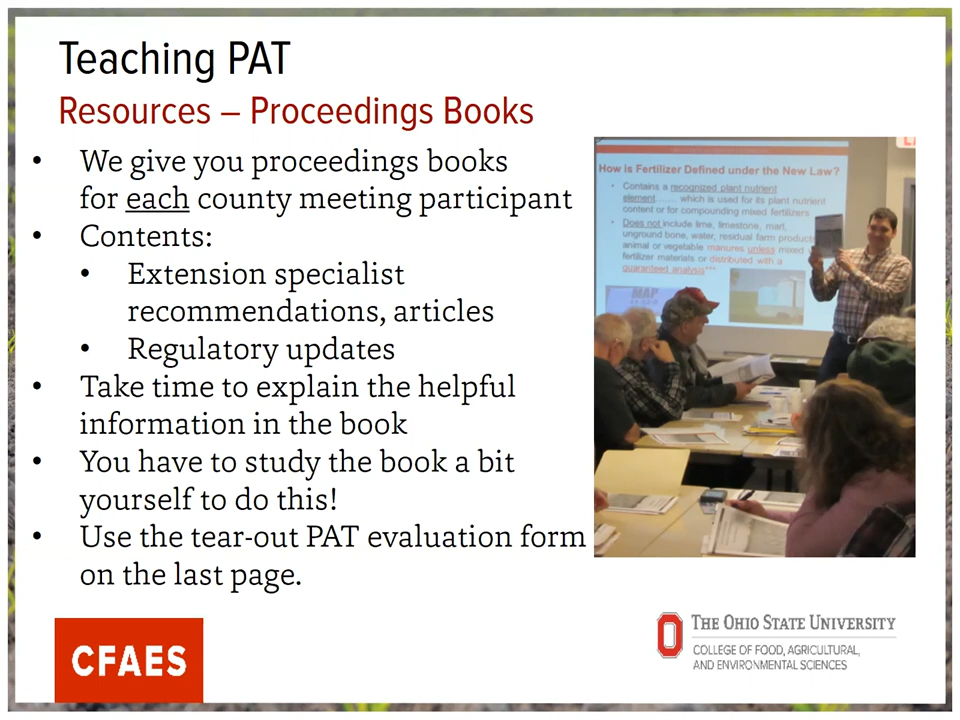 Teaching PAT
Resources – Proceedings Books
• We give you proceedings books
for each county meeting participant
• Contents:
• Extension specialist
recommendations, articles
• Regulatory updates
• Take time to explain the helpful
information in the book
• You have to study the book a bit
yourself to do this!
• Use the tear-out PAT evaluation form
on the last page.
How is Fertilizer Defined under the New Law?
• Contains a recognized plant nutrient
element....... which is used for its plant nutrient
content or for compounding mixed fertilizers
• Does not include lime, limestone, marl,
unground bone, water, residual farm products
animal or vegetable manures unless mixed
fertilizer materials or distributed with a
guaranteed analysis***
MAP
CFAES
THE OHIO STATE UNIVERSITY
COLLEGE OF FOOD, AGRICULTURAL,
AND ENVIRONMENTAL SCIENCES